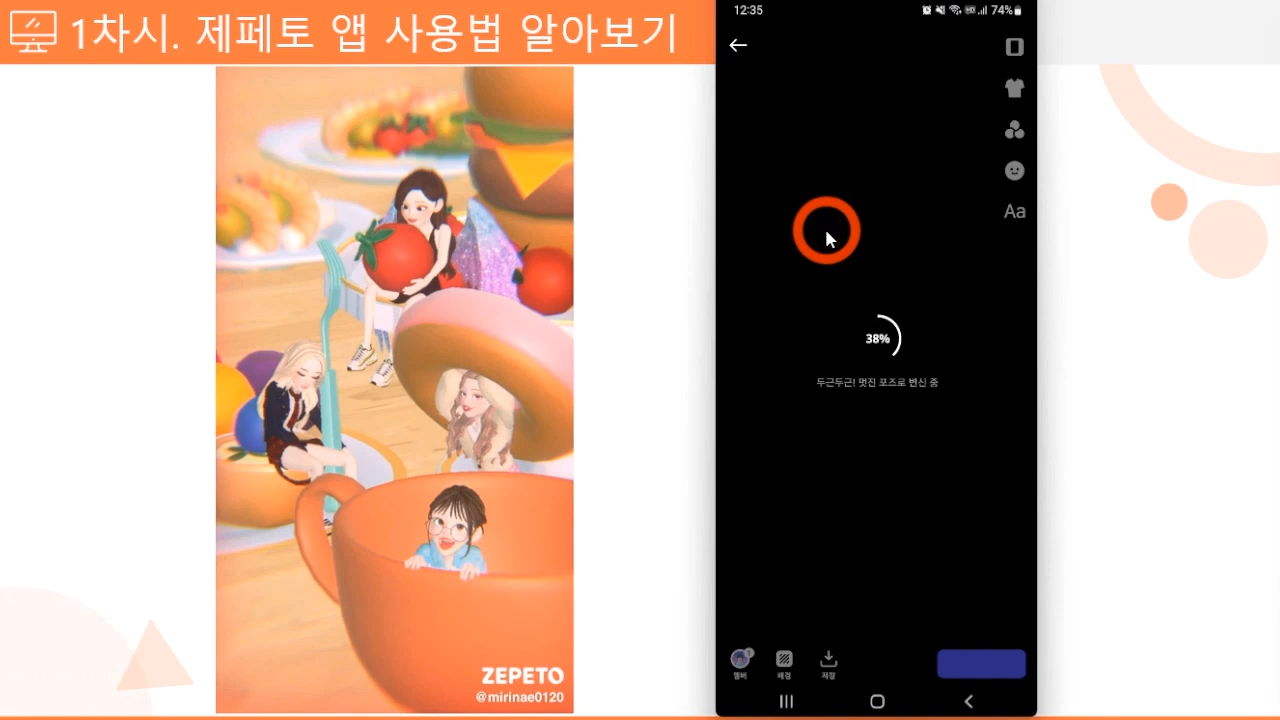 1차시. 제페토 앱 사용법 알아보기
12:35
74%
Aa
38%
두근두근! 멋진 포즈로 변신 중
ZEPETO
@mirinae0120
멤버
배경
저장